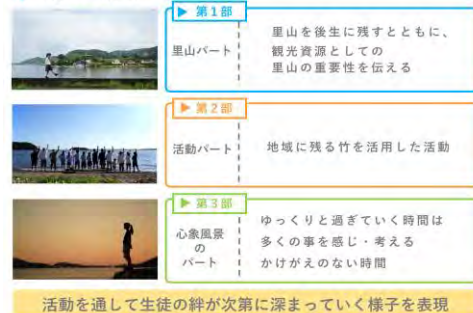 ▶ 第1部
里山パート
里山を後生に残すとともに、
観光資源としての
里山の重要性を伝える
▶ 第2部
活動パート
地域に残る竹を活用した活動
▶ 第3部
心象風景
の
パート
ゆっくりと過ぎていく時間は
多くの事を感じ・考える
かけがえのない時間
活動を通して生徒の絆が次第に深まっていく様子を表現